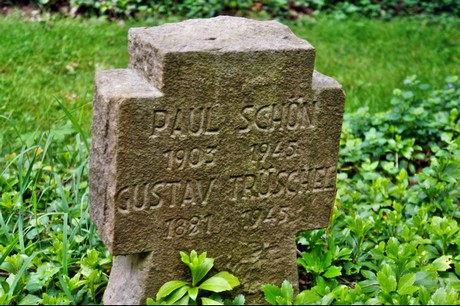 PAUL SCHÖN
1903 1945
GUSTAV TRÜSCHEL
1881 1945